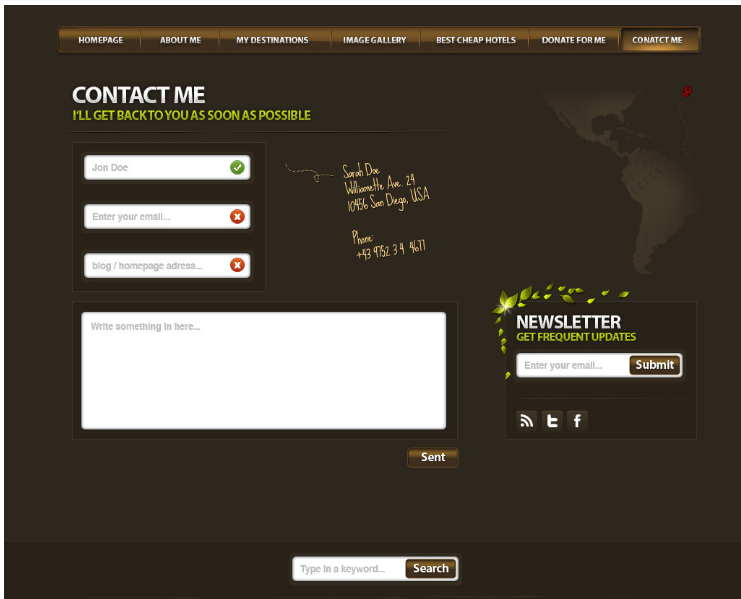 HOMEPAGE
ABOUT ME
MY DESTINATIONS
IMAGE GALLERY
BEST CHEAP HOTELS
DONATE FOR ME
CONATCT ME
CONTACT ME
I'LL GET BACK TO YOU AS SOON AS POSSIBLE
Jon Doe
Enter your email...
blog / homepage adress...
Sarah Doe
Williamette Ave. 24
10456 San Diego, USA
Phone:
+43 9752 3 4 4677
Write something in here...
Sent
NEWSLETTER
GET FREQUENT UPDATES
Enter your email...
Submit
Type in a keyword...
Search